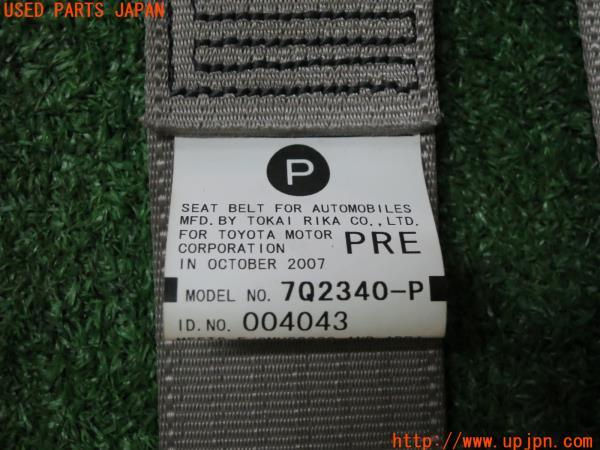 USED PARTS JAPAN
P
SEAT BELT FOR AUTOMOBILES
MFD. BY TOKAI RIKA CO., LTD.
FOR TOYOTA MOTOR
CORPORATION PRE
IN OCTOBER 2007
MODEL NO. 7Q2340-P
ID. NO. 004043
http://www.upjpn.com/